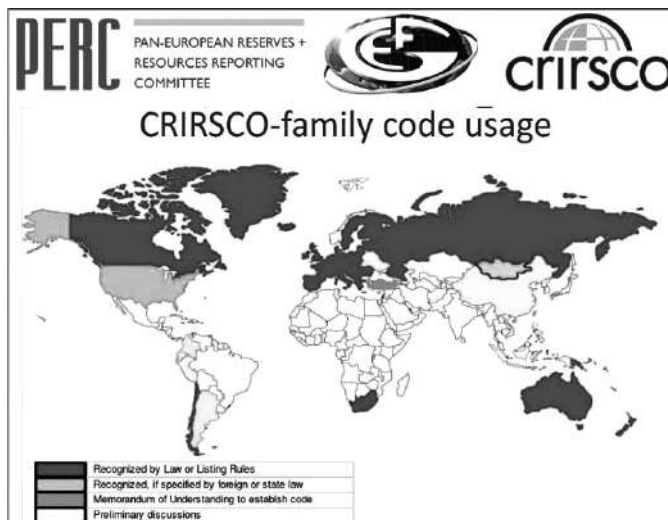 PERC
PAN-EUROPEAN RESERVES +
RESOURCES REPORTING
COMMITTEE
crirsco
CRIRSCO-family code usage
Recognized by Law or Listing Rules
Recognized, if specified by foreign or state law
Memorandum of Understanding to establish code
Preliminary discussions